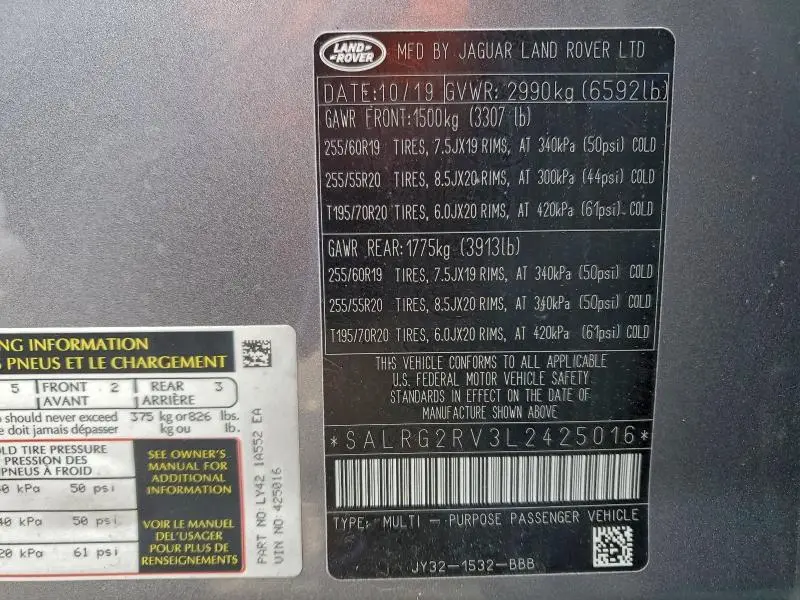 LAND ROVER
MFD BY JAGUAR LAND ROVER LTD
DATE:10/19 GVWR: 2990kg (6592lb)
GAWR FRONT:1500kg (3307 lb)
255/60R19 TIRES, 7.5JX19 RIMS, AT 340kPa (50psi) COLD
255/55R20 TIRES, 8.5JX20 RIMS, AT 300kPa (44psi) COLD
T195/70R20 TIRES, 6.0JX20 RIMS, AT 420kPa (61psi) COLD
GAWR REAR:1775kg (3913lb)
255/60R19 TIRES, 7.5JX19 RIMS, AT 340kPa (50psi) COLD
255/55R20 TIRES, 8.5JX20 RIMS, AT 340kPa (50psi) COLD
T195/70R20 TIRES, 6.0JX20 RIMS, AT 420kPa (61psi) COLD
THIS VEHICLE CONFORMS TO ALL APPLICABLE
U.S. FEDERAL MOTOR VEHICLE SAFETY
STANDARDS IN EFFECT ON THE DATE OF
MANUFACTURE SHOWN ABOVE
*SALRG2RV3L2425016*
TYPE: MULTI - PURPOSE PASSENGER VEHICLE
JY32-1532-BBB
NG INFORMATION
PNEUS ET LE CHARGEMENT
5 FRONT 2 REAR 3
AVANT ARRIÈRE
should never exceed 375 kg or 826 lbs.
e doit jamais dépasser kg ou lb.
LD TIRE PRESSURE
PRESSION DES
PNEUS À FROID
0 kPa 50 psi
40 kPa 50 psi
20 kPa 61 psi
SEE OWNER'S
MANUAL FOR
ADDITIONAL
INFORMATION
VOIR LE MANUEL
DE L'USAGER
POUR PLUS DE
RENSEIGNEMENTS
PART NO: LY42 1A552 EA
VIN NO: 425016